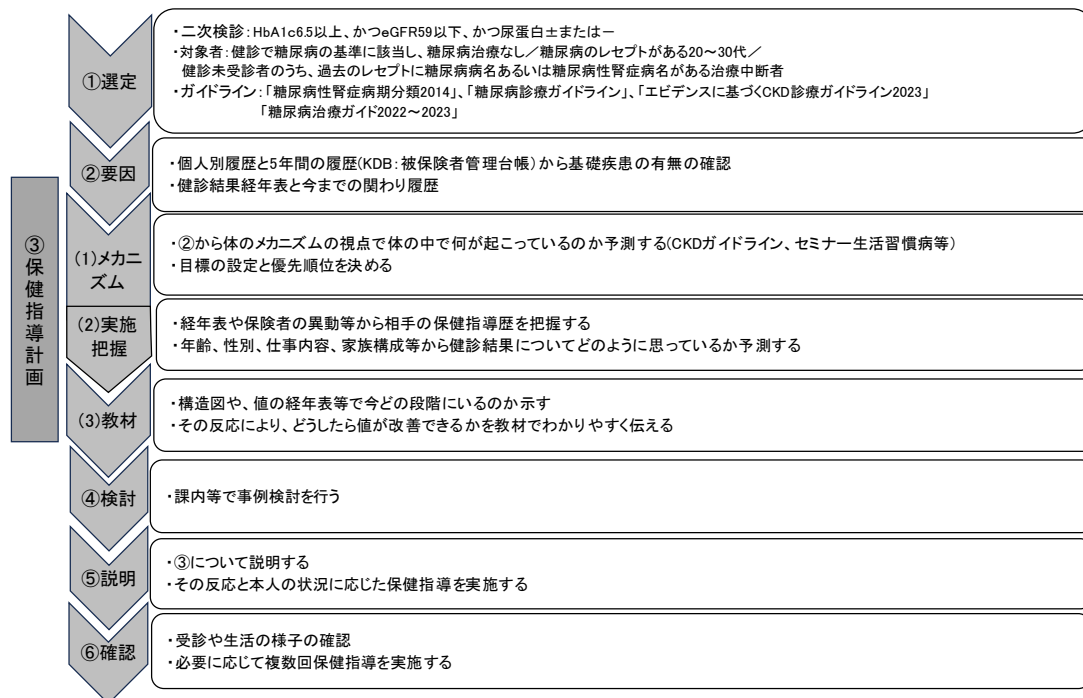 ①選定
・二次検診：HbA1c6.5以上、かつeGFR59以下、かつ尿蛋白±または－
・対象者：健診で糖尿病の基準に該当し、糖尿病治療なし／糖尿病のレセプトがある20～30代／
健診未受診者のうち、過去のレセプトに糖尿病病名あるいは糖尿病性腎症病名がある治療中断者
・ガイドライン：「糖尿病性腎症病期分類2014」、「糖尿病診療ガイドライン」、「エビデンスに基づくCKD診療ガイドライン2023」
「糖尿病治療ガイド2022～2023」
②要因
・個人別履歴と5年間の履歴(KDB：被保険者管理台帳)から基礎疾患の有無の確認
・健診結果経年表と今までの関わり履歴
③保健指導計画
(1)メカニ
ズム
・②から体のメカニズムの視点で体の中で何が起こっているのか予測する(CKDガイドライン、セミナー生活習慣病等)
・目標の設定と優先順位を決める
(2)実施
把握
・経年表や保険者の異動等から相手の保健指導歴を把握する
・年齢、性別、仕事内容、家族構成等から健診結果についてどのように思っているか予測する
(3)教材
・構造図や、値の経年表等で今どの段階にいるのか示す
・その反応により、どうしたら値が改善できるかを教材でわかりやすく伝える
④検討
・課内等で事例検討を行う
⑤説明
・③について説明する
・その反応と本人の状況に応じた保健指導を実施する
⑥確認
・受診や生活の様子の確認
・必要に応じて複数回保健指導を実施する